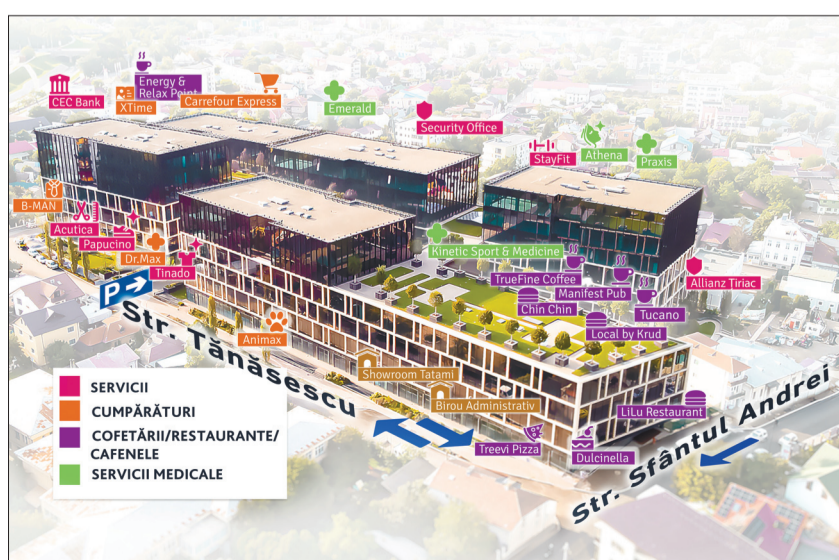 CEC Bank
Energy &
Relax Point
XTime
Carrefour Express
Emerald
Security Office
StayFit
Athena
Praxis
B-MAN
Acutica
Papucino
Dr.Max
Tinado
Kinetic Sport & Medicine
TrueFine Coffee
Manifest Pub
Allianz Tiriac
Chin Chin
Tucano
Local by Krud
P
Str. Tănăsescu
Animax
Showroom Tatami
Birou Administrativ
LiLu Restaurant
Treevi Pizza
Dulcinella
Str. Sfântul Andrei
SERVICII
CUMPĂRĂTURI
COFETĂRII/RESTAURANTE/
CAFENELE
SERVICII MEDICALE